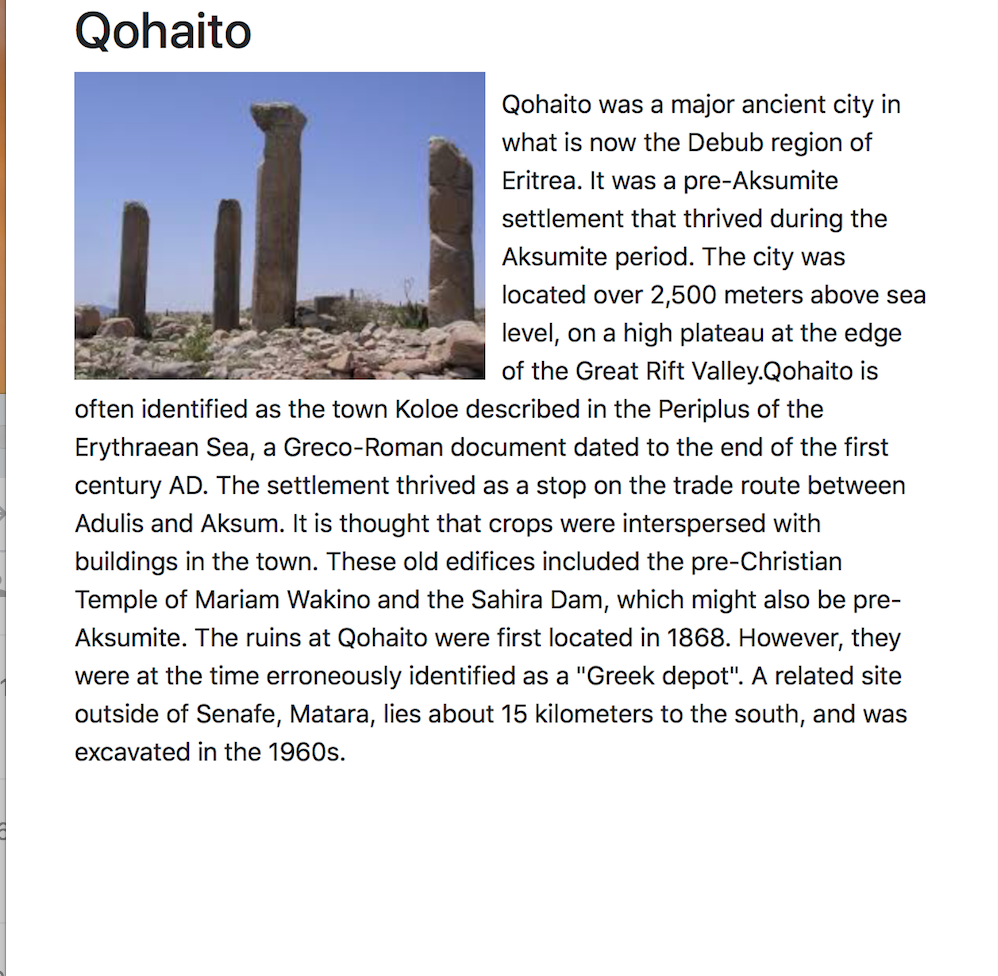 Qohaito
Qohaito was a major ancient city in
what is now the Debub region of
Eritrea. It was a pre-Aksumite
settlement that thrived during the
Aksumite period. The city was
located over 2,500 meters above sea
level, on a high plateau at the edge
of the Great Rift Valley.Qohaito is
often identified as the town Koloe described in the Periplus of the
Erythraean Sea, a Greco-Roman document dated to the end of the first
century AD. The settlement thrived as a stop on the trade route between
Adulis and Aksum. It is thought that crops were interspersed with
buildings in the town. These old edifices included the pre-Christian
Temple of Mariam Wakino and the Sahira Dam, which might also be pre-
Aksumite. The ruins at Qohaito were first located in 1868. However, they
were at the time erroneously identified as a "Greek depot". A related site
outside of Senafe, Matara, lies about 15 kilometers to the south, and was
excavated in the 1960s.